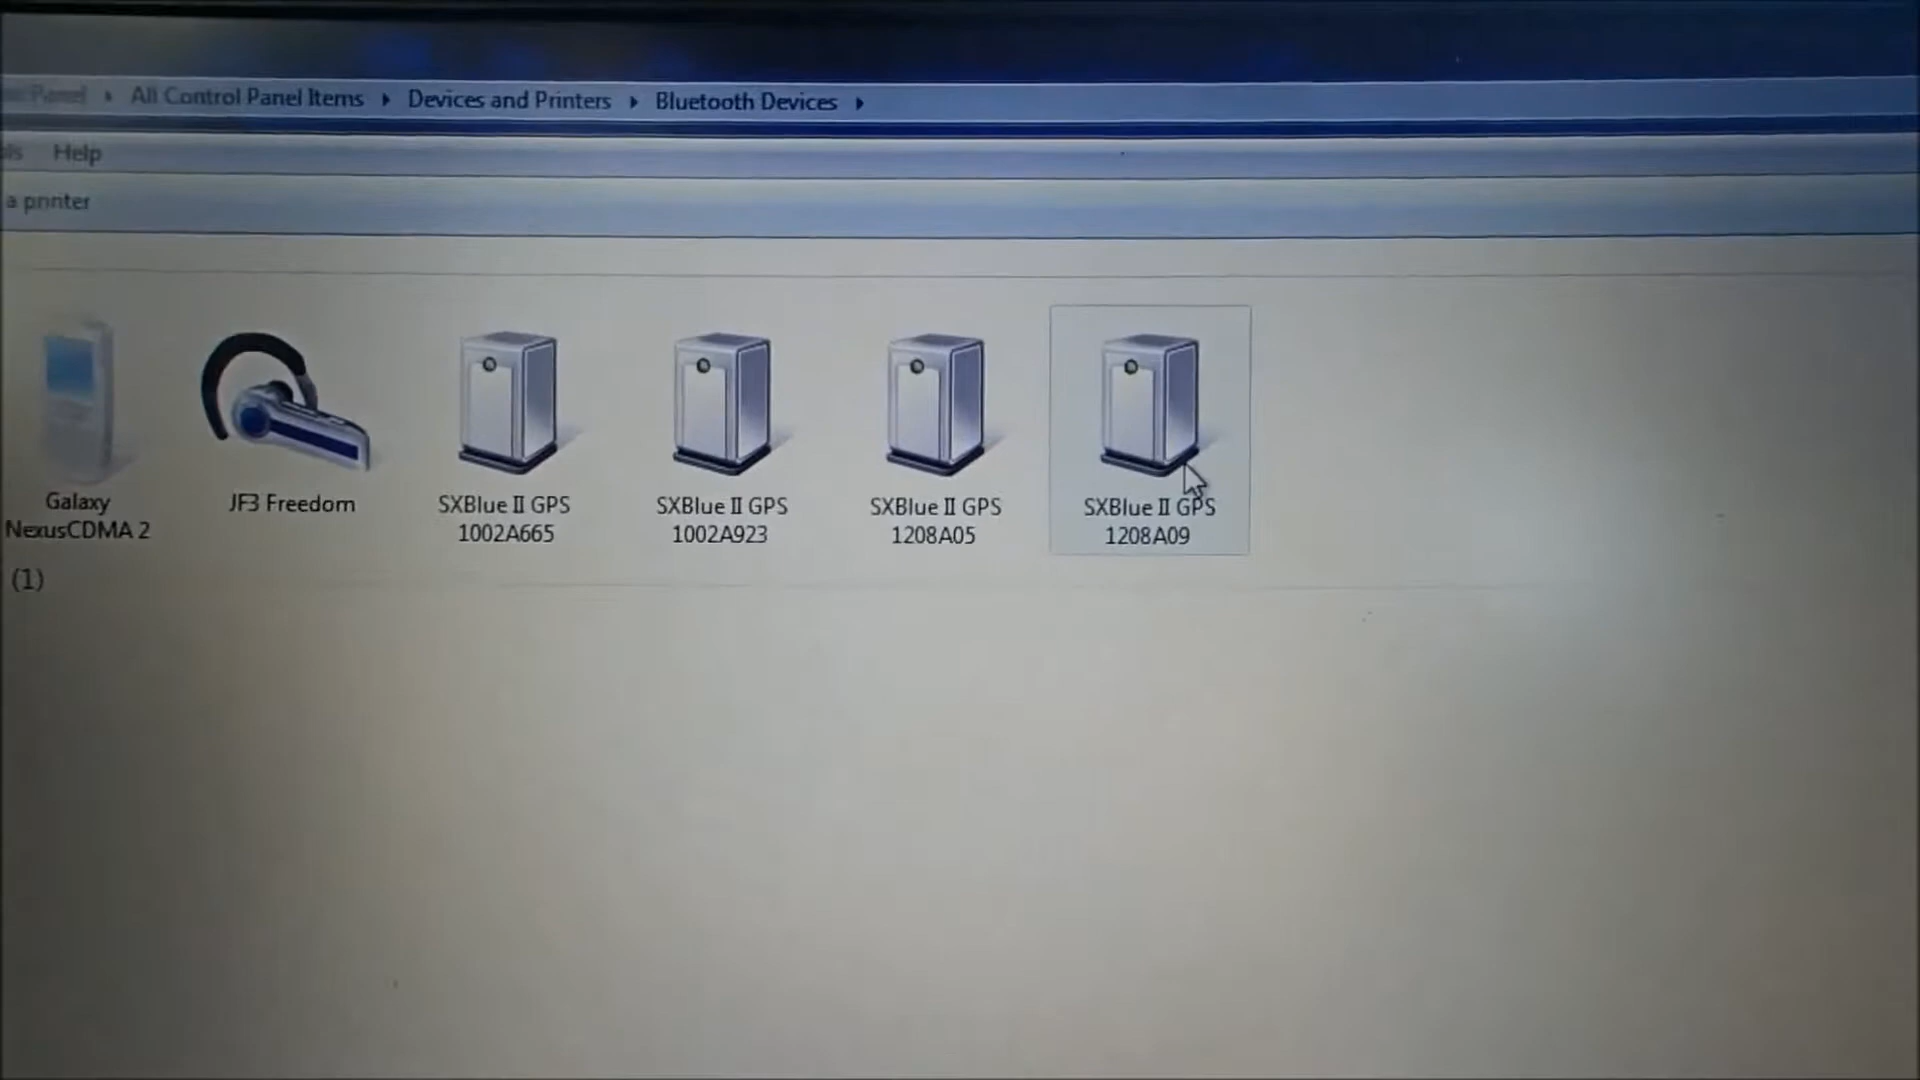 Panel ▸ All Control Panel Items ▸ Devices and Printers ▸ Bluetooth Devices ▸
Help
a printer
Galaxy
NexusCDMA 2
JF3 Freedom
SXBlue II GPS
1002A665
SXBlue II GPS
1002A923
SXBlue II GPS
1208A05
SXBlue II GPS
1208A09
(1)